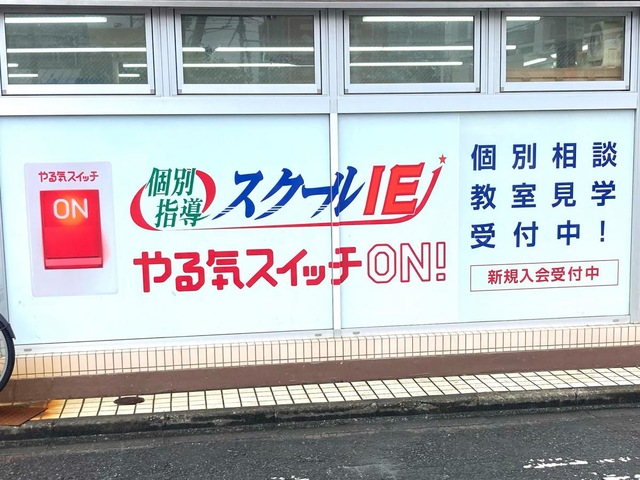 やる気スイッチ
ON
個別
指導
スクールIE
やる気スイッチON!
個別相談
教室見学
受付中!
新規入会受付中